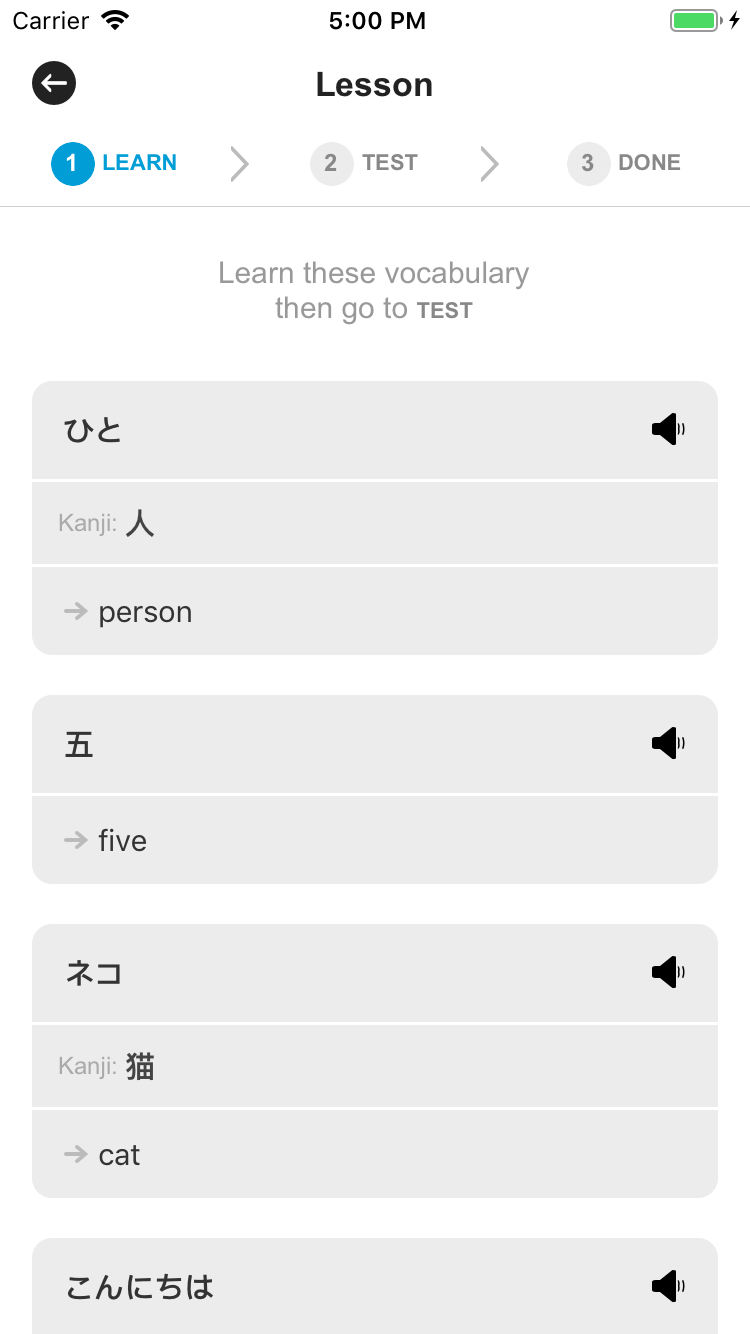 Carrier 5:00 PM
Lesson
1 LEARN 2 TEST 3 DONE
Learn these vocabulary
then go to TEST
ひと
Kanji: 人
person
五
five
ネコ
Kanji: 猫
cat
こんにちは